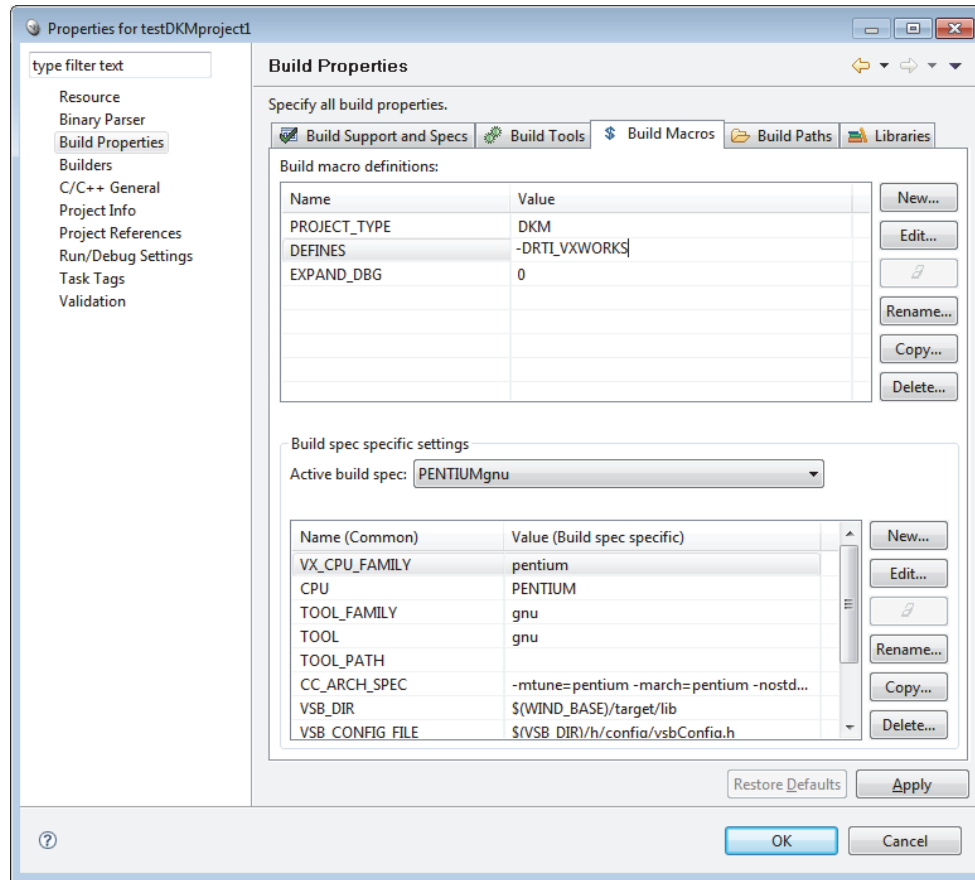 Properties for testDKMproject1
type filter text
Resource
Binary Parser
Build Properties
Builders
C/C++ General
Project Info
Project References
Run/Debug Settings
Task Tags
Validation
Build Properties
Specify all build properties.
Build Support and Specs Build Tools $ Build Macros Build Paths Libraries
Build macro definitions:
Name Value
PROJECT_TYPE DKM
DEFINES -DRTI_VXWORKS
EXPAND_DBG 0
New...
Edit...
Rename...
Copy...
Delete...
Build spec specific settings
Active build spec: PENTIUMgnu
Name (Common) Value (Build spec specific)
VX_CPU_FAMILY pentium
CPU PENTIUM
TOOL_FAMILY gnu
TOOL gnu
TOOL_PATH
CC_ARCH_SPEC -mtune=pentium -march=pentium -nostd...
VSB_DIR $(WIND_BASE)/target/lib
VSB_CONFIG_FILE $(VSB_DIR)/h/config/vsbConfig.h
New...
Edit...
Rename...
Copy...
Delete...
Restore Defaults Apply
? OK Cancel